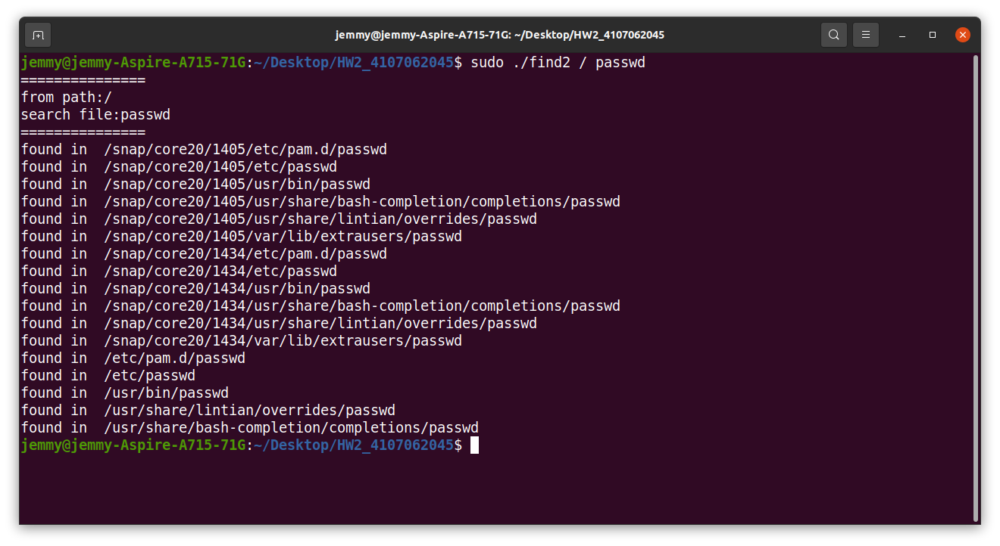 jemmy@jemmy-Aspire-A715-71G: ~/Desktop/HW2_4107062045
jemmy@jemmy-Aspire-A715-71G:~/Desktop/HW2_4107062045$ sudo ./find2 / passwd
===============
from path:/
search file:passwd
===============
found in  /snap/core20/1405/etc/pam.d/passwd
found in  /snap/core20/1405/etc/passwd
found in  /snap/core20/1405/usr/bin/passwd
found in  /snap/core20/1405/usr/share/bash-completion/completions/passwd
found in  /snap/core20/1405/usr/share/lintian/overrides/passwd
found in  /snap/core20/1405/var/lib/extrausers/passwd
found in  /snap/core20/1434/etc/pam.d/passwd
found in  /snap/core20/1434/etc/passwd
found in  /snap/core20/1434/usr/bin/passwd
found in  /snap/core20/1434/usr/share/bash-completion/completions/passwd
found in  /snap/core20/1434/usr/share/lintian/overrides/passwd
found in  /snap/core20/1434/var/lib/extrausers/passwd
found in  /etc/pam.d/passwd
found in  /etc/passwd
found in  /usr/bin/passwd
found in  /usr/share/lintian/overrides/passwd
found in  /usr/share/bash-completion/completions/passwd
jemmy@jemmy-Aspire-A715-71G:~/Desktop/HW2_4107062045$